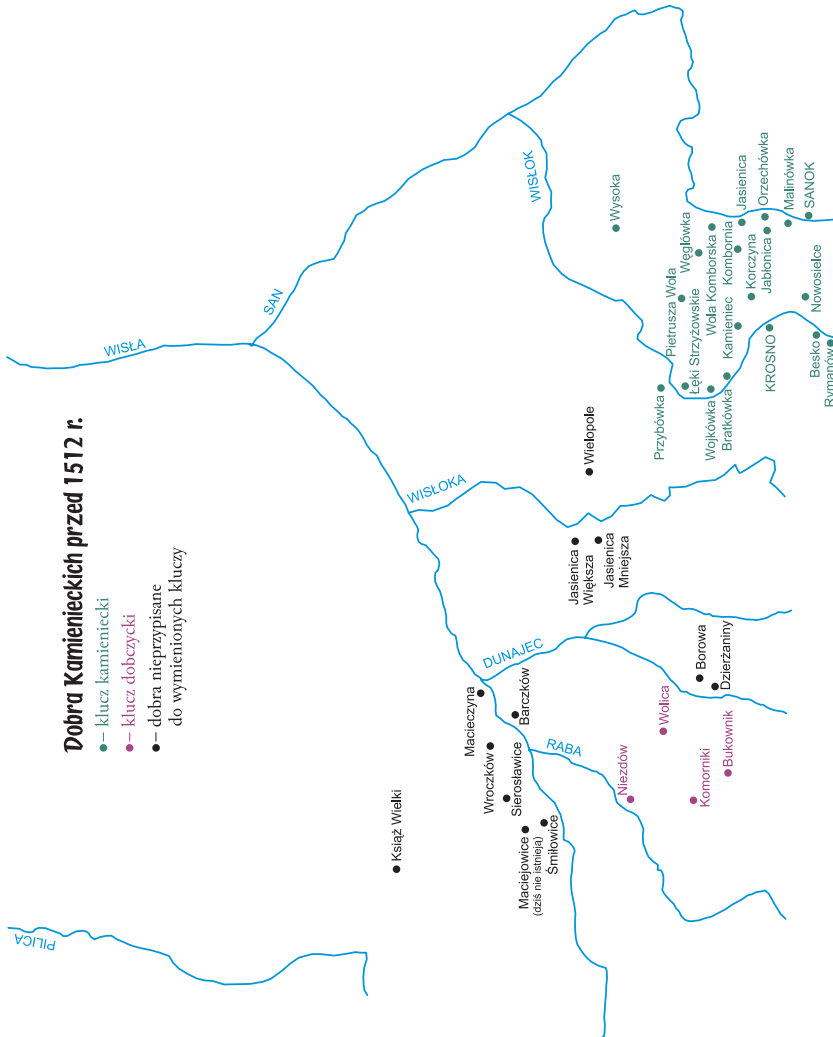 Dobra Kamienieckich przed 1512 r.
– klucz kamieniecki
– klucz dobczycki
– dobra nieprzypisane
do wymienionych kluczy
PILICA
WISŁA
SAN
WISŁOK
WISŁOKA
DUNAJEC
RABA
Książ Wielki
Macieczyna
Wroczków
Barczków
Sierosławice
Maciejowice
(dziś nie istnieją)
Śmiłowice
Niezdów
Wolica
Komorniki
Bukownik
Borowa
Dzierżaniny
Jasienica
Większa
Jasienica
Mniejsza
Wielopole
Wysoka
Przybówka
Pietrusza Wola
Łęki Strzyżowskie
Węglówka
Wojkówka
Wola Komborska
Bratkówka
Kamieniec
Kombornia
Jasienica
Korczyna
Jabłonica
Orzechówka
KROSNO
Malinówka
SANOK
Nowosielce
Besko
Rymanów